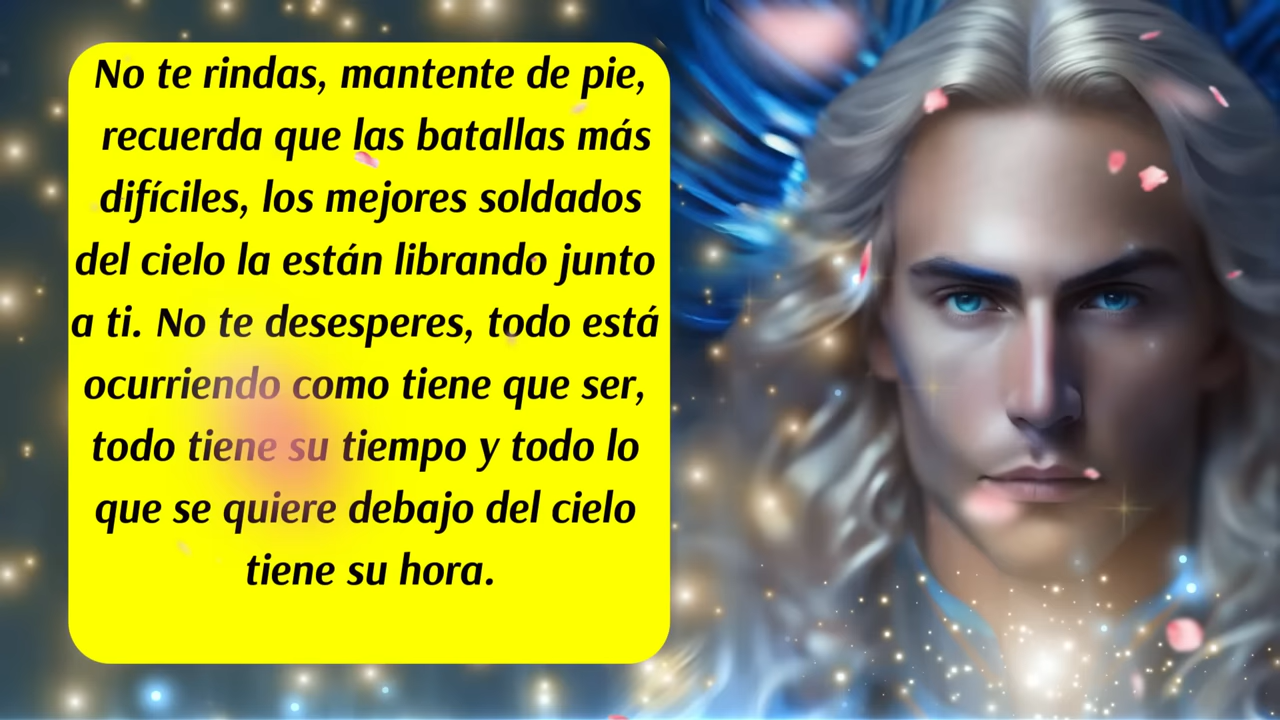 No te rindas, mantente de pie,
recuerda que las batallas más
difíciles, los mejores soldados
del cielo la están librando junto
a ti. No te desesperes, todo está
ocurriendo como tiene que ser,
todo tiene su tiempo y todo lo
que se quiere debajo del cielo
tiene su hora.